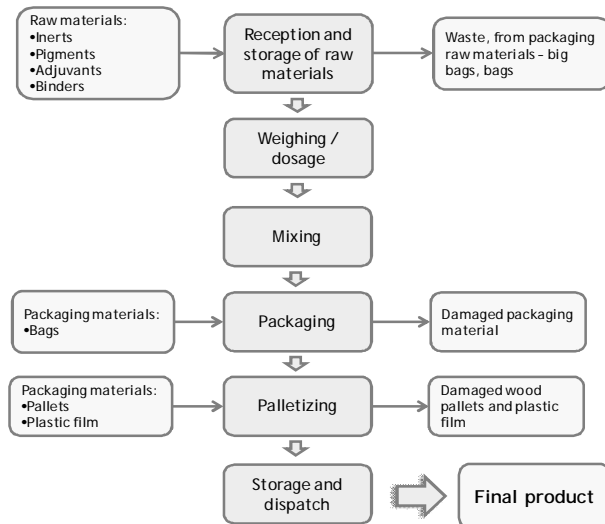 Raw materials:
•Inerts
•Pigments
•Adjuvants
•Binders
Reception and
storage of raw
materials
Waste, from packaging
raw materials – big
bags, bags
Weighing /
dosage
Mixing
Packaging materials:
•Bags
Packaging
Damaged packaging
material
Packaging materials:
•Pallets
•Plastic film
Palletizing
Damaged wood
pallets and plastic
film
Storage and
dispatch
Final product